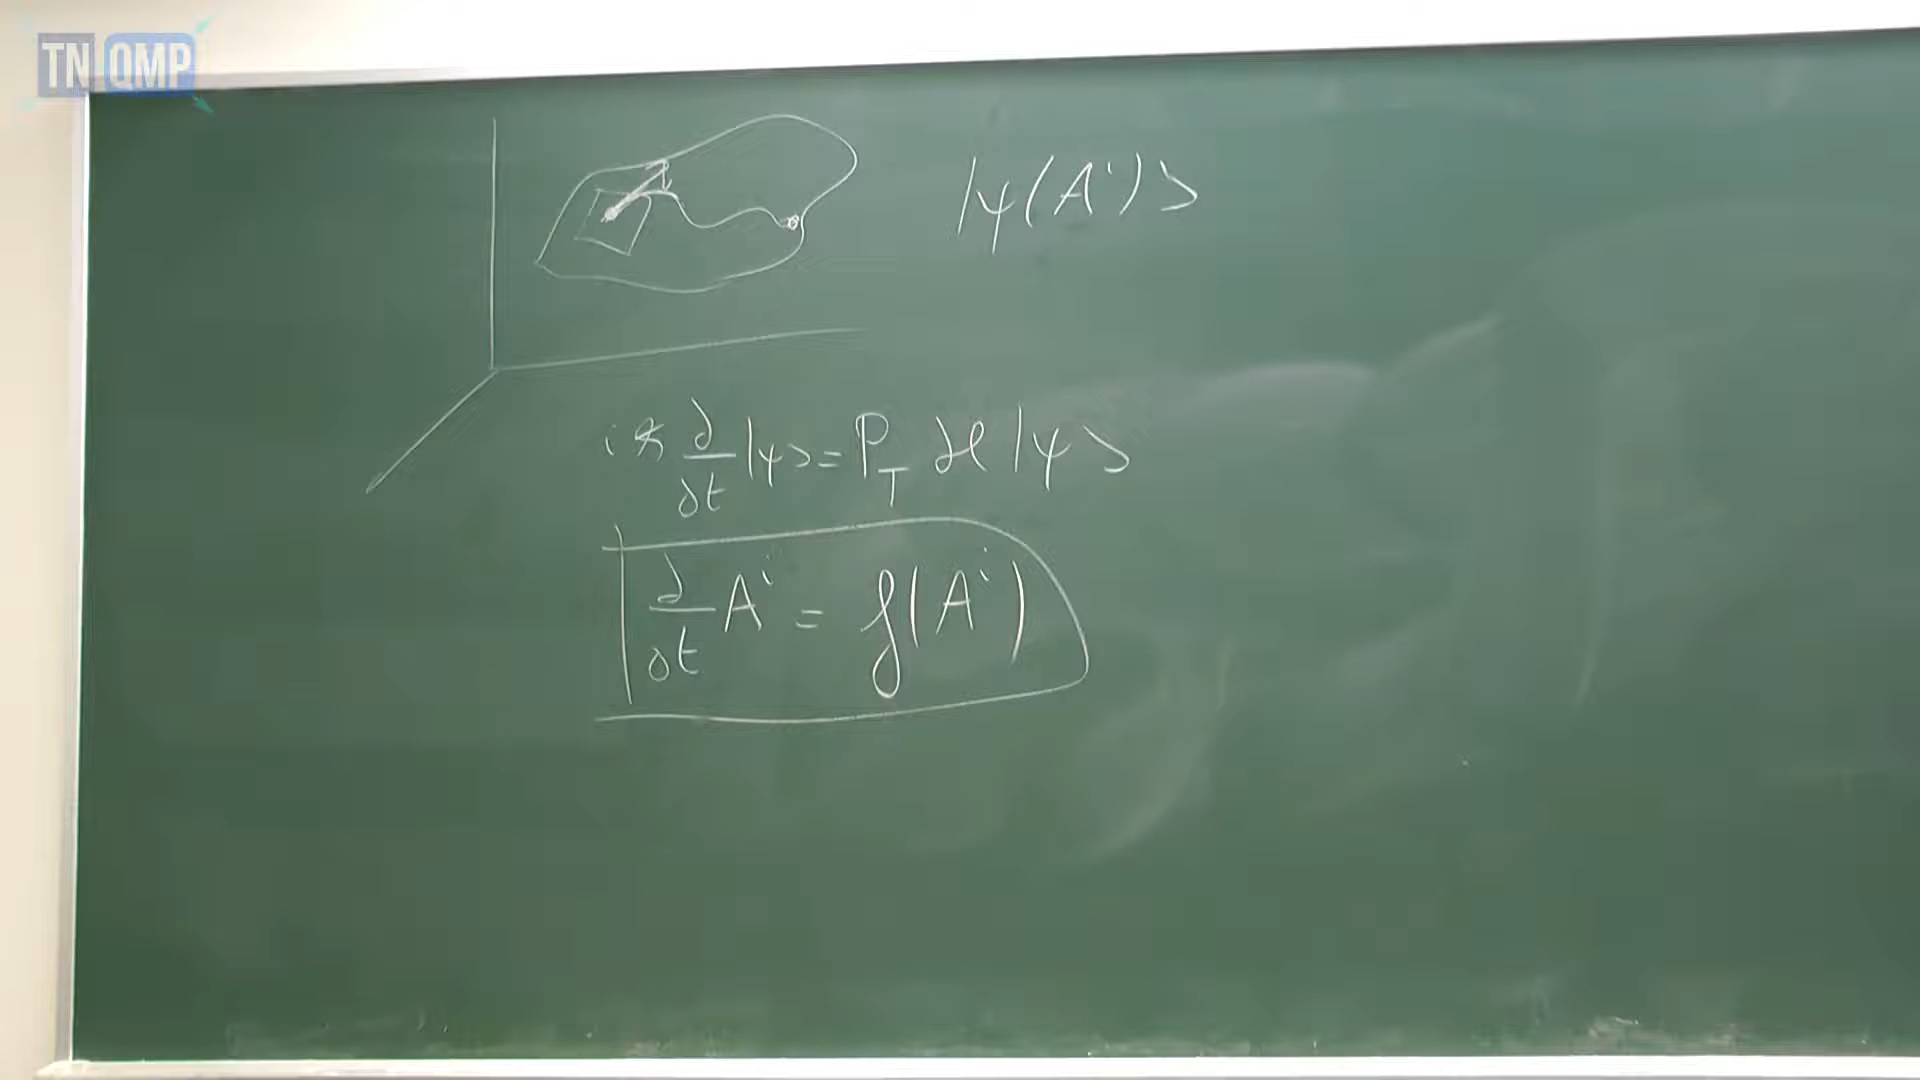 TN QMP
|ψ(Aⁱ)>
iℏ ∂/∂t |ψ> = P_T ℋ |ψ>
∂/∂t Aⁱ = f(Aⁱ)